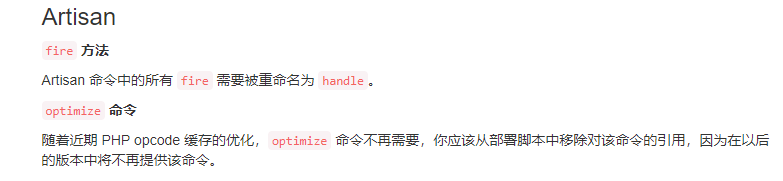 Artisan
fire 方法
Artisan 命令中的所有 fire 需要被重命名为 handle。
optimize 命令
随着近期 PHP opcode 缓存的优化，optimize 命令不再需要，你应该从部署脚本中移除对该命令的引用，因为在以后
的版本中将不再提供该命令。